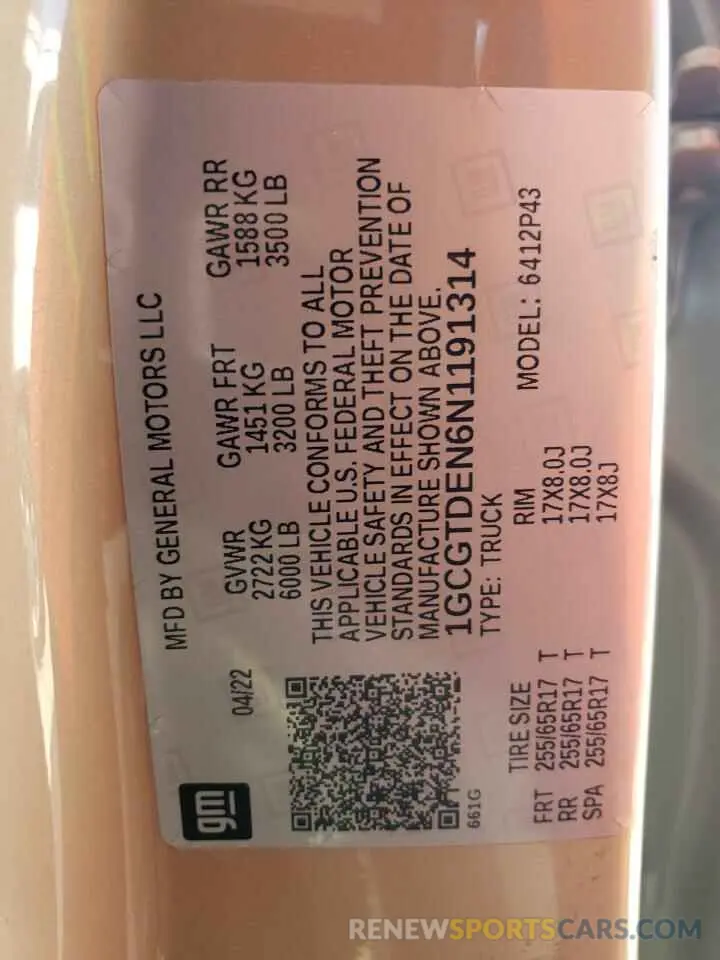 MFD BY GENERAL MOTORS LLC
gm
04/22
GVWR GAWR FRT GAWR RR
2722 KG 1451 KG 1588 KG
6000 LB 3200 LB 3500 LB
THIS VEHICLE CONFORMS TO ALL
APPLICABLE U.S. FEDERAL MOTOR
VEHICLE SAFETY AND THEFT PREVENTION
STANDARDS IN EFFECT ON THE DATE OF
MANUFACTURE SHOWN ABOVE.
1GCGTDEN6N1191314
661G
TYPE: TRUCK
TIRE SIZE RIM MODEL: 6412P43
FRT 255/65R17 T 17X8.0J
RR 255/65R17 T 17X8.0J
SPA 255/65R17 T 17X8J
RENEWSPORTSCARS.COM